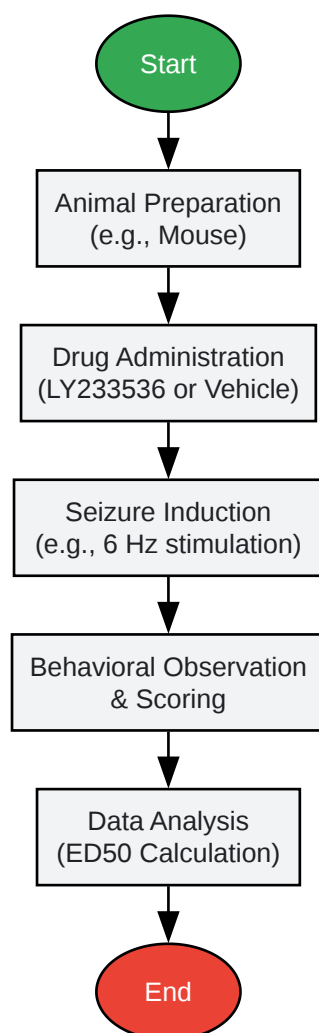 Start
Animal Preparation
(e.g., Mouse)
Drug Administration
(LY233536 or Vehicle)
Seizure Induction
(e.g., 6 Hz stimulation)
Behavioral Observation
& Scoring
Data Analysis
(ED50 Calculation)
End